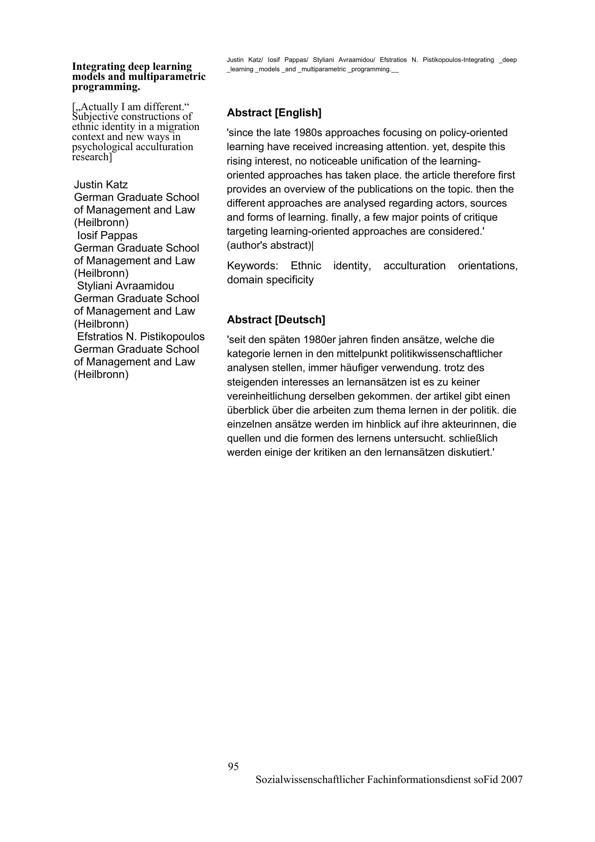 Integrating deep learning
models and multiparametric
programming.
[„Actually I am different.“
Subjective constructions of
ethnic identity in a migration
context and new ways in
psychological acculturation
research]
Justin Katz
German Graduate School
of Management and Law
(Heilbronn)
Iosif Pappas
German Graduate School
of Management and Law
(Heilbronn)
Styliani Avraamidou
German Graduate School
of Management and Law
(Heilbronn)
Efstratios N. Pistikopoulos
German Graduate School
of Management and Law
(Heilbronn)
Justin Katz/ Iosif Pappas/ Styliani Avraamidou/ Efstratios N. Pistikopoulos-Integrating _deep
_learning _models _and _multiparametric _programming.__
Abstract [English]
'since the late 1980s approaches focusing on policy-oriented
learning have received increasing attention. yet, despite this
rising interest, no noticeable unification of the learning-
oriented approaches has taken place. the article therefore first
provides an overview of the publications on the topic. then the
different approaches are analysed regarding actors, sources
and forms of learning. finally, a few major points of critique
targeting learning-oriented approaches are considered.'
(author's abstract)|
Keywords: Ethnic identity, acculturation orientations,
domain specificity
Abstract [Deutsch]
'seit den späten 1980er jahren finden ansätze, welche die
kategorie lernen in den mittelpunkt politikwissenschaftlicher
analysen stellen, immer häufiger verwendung. trotz des
steigenden interesses an lernansätzen ist es zu keiner
vereinheitlichung derselben gekommen. der artikel gibt einen
überblick über die arbeiten zum thema lernen in der politik. die
einzelnen ansätze werden im hinblick auf ihre akteurinnen, die
quellen und die formen des lernens untersucht. schließlich
werden einige der kritiken an den lernansätzen diskutiert.'
95
Sozialwissenschaftlicher Fachinformationsdienst soFid 2007